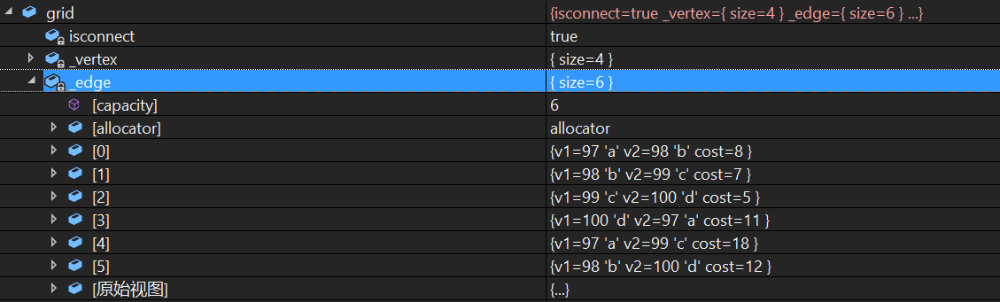 grid {isconnect=true _vertex={ size=4 } _edge={ size=6 } ...}
isconnect true
_vertex { size=4 }
_edge { size=6 }
[capacity] 6
[allocator] allocator
[0] {v1=97 'a' v2=98 'b' cost=8 }
[1] {v1=98 'b' v2=99 'c' cost=7 }
[2] {v1=99 'c' v2=100 'd' cost=5 }
[3] {v1=100 'd' v2=97 'a' cost=11 }
[4] {v1=97 'a' v2=99 'c' cost=18 }
[5] {v1=98 'b' v2=100 'd' cost=12 }
[原始视图] {...}